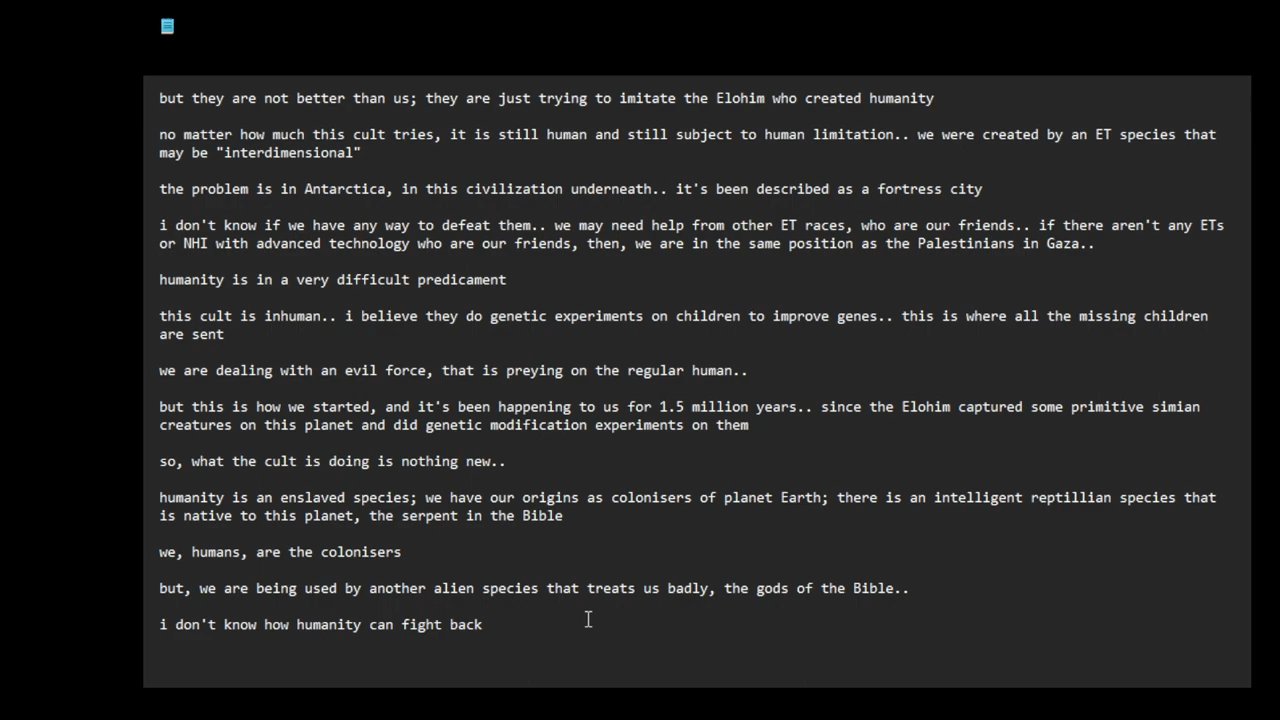 but they are not better than us; they are just trying to imitate the Elohim who created humanity
no matter how much this cult tries, it is still human and still subject to human limitation.. we were created by an ET species that
may be "interdimensional"
the problem is in Antarctica, in this civilization underneath.. it's been described as a fortress city
i don't know if we have any way to defeat them.. we may need help from other ET races, who are our friends.. if there aren't any ETs
or NHI with advanced technology who are our friends, then, we are in the same position as the Palestinians in Gaza..
humanity is in a very difficult predicament
this cult is inhuman.. i believe they do genetic experiments on children to improve genes.. this is where all the missing children
are sent
we are dealing with an evil force, that is preying on the regular human..
but this is how we started, and it's been happening to us for 1.5 million years.. since the Elohim captured some primitive simian
creatures on this planet and did genetic modification experiments on them
so, what the cult is doing is nothing new..
humanity is an enslaved species; we have our origins as colonisers of planet Earth; there is an intelligent reptillian species that
is native to this planet, the serpent in the Bible
we, humans, are the colonisers
but, we are being used by another alien species that treats us badly, the gods of the Bible..
i don't know how humanity can fight back